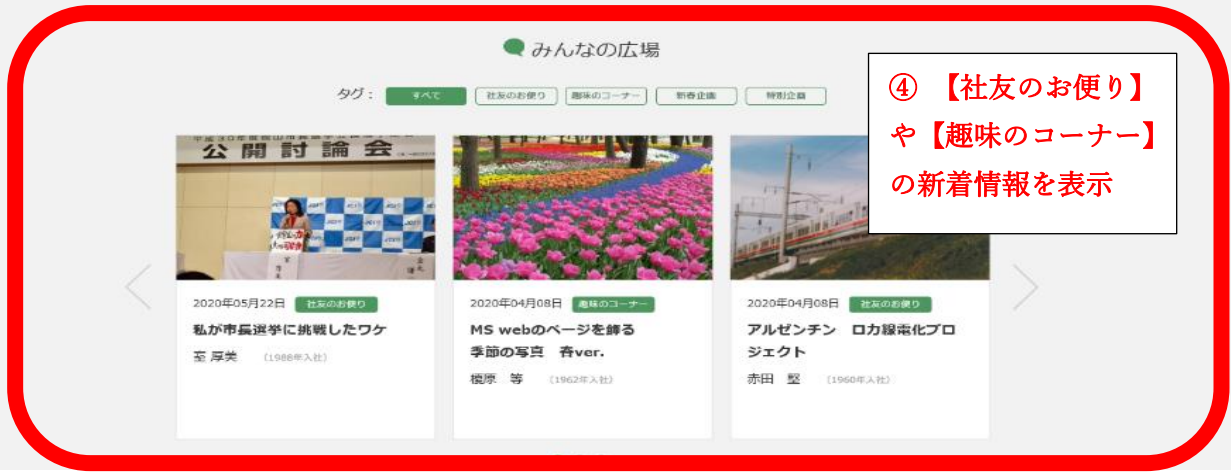 みんなの広場
タグ：
すべて
社友のお便り
趣味のコーナー
新春企画
特別企画
④ 【社友のお便り】
や【趣味のコーナー】
の新着情報を表示
公開討論会
2020年05月22日 社友のお便り
私が市長選挙に挑戦したワケ
室 厚美 （1988年入社）
2020年04月08日 趣味のコーナー
MS webのページを飾る
季節の写真 春ver.
榎原 等 （1962年入社）
2020年04月08日 社友のお便り
アルゼンチン ロカ線電化プロ
ジェクト
赤田 堅 （1960年入社）